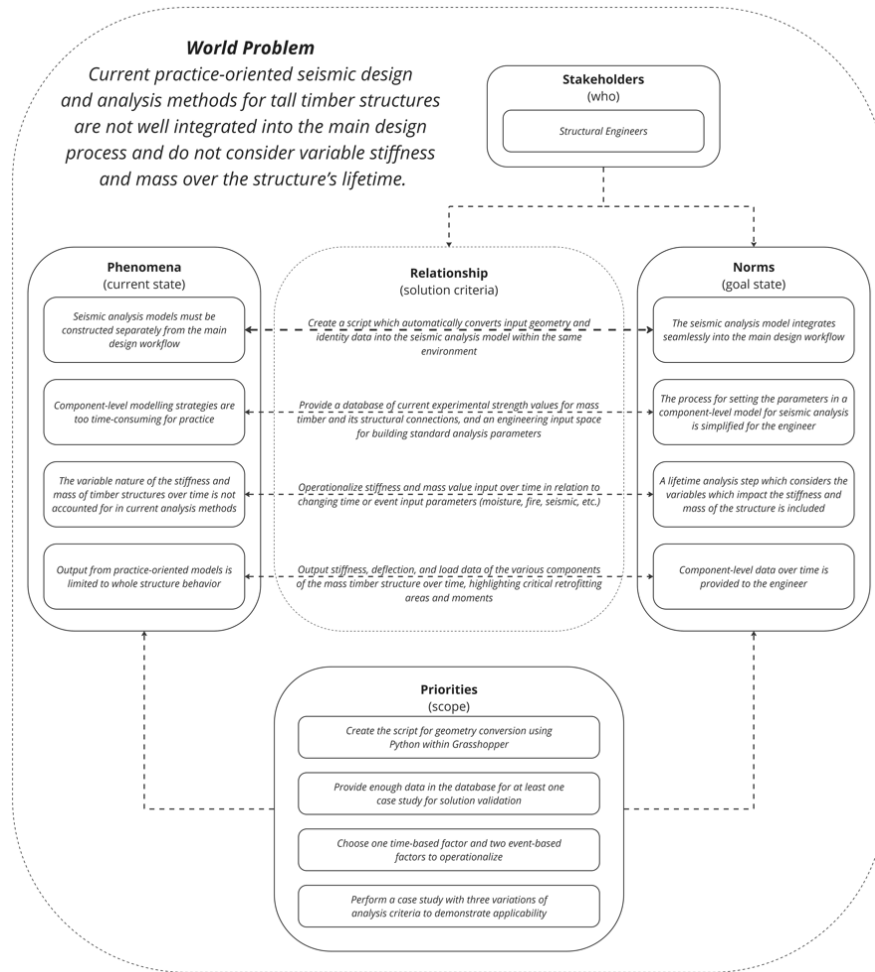 World Problem
Current practice-oriented seismic design
and analysis methods for tall timber structures
are not well integrated into the main design
process and do not consider variable stiffness
and mass over the structure's lifetime.
Stakeholders
(who)
Structural Engineers
Phenomena
(current state)
Seismic analysis models must be
constructed separately from the main
design workflow
Component-level modelling strategies are
too time-consuming for practice
The variable nature of the stiffness and
mass of timber structures over time is not
accounted for in current analysis methods
Output from practice-oriented models is
limited to whole structure behavior
Relationship
(solution criteria)
Create a script which automatically converts input geometry and
identity data into the seismic analysis model within the same
environment
Provide a database of current experimental strength values for mass
timber and its structural connections, and an engineering input space
for building standard analysis parameters
Operationalize stiffness and mass value input over time in relation to
changing time or event input parameters (moisture, fire, seismic, etc.)
Output stiffness, deflection, and load data of the various components
of the mass timber structure over time, highlighting critical retrofitting
areas and moments
Norms
(goal state)
The seismic analysis model integrates
seamlessly into the main design workflow
The process for setting the parameters in a
component-level model for seismic analysis
is simplified for the engineer
A lifetime analysis step which considers the
variables which impact the stiffness and
mass of the structure is included
Component-level data over time is
provided to the engineer
Priorities
(scope)
Create the script for geometry conversion using
Python within Grasshopper
Provide enough data in the database for at least one
case study for solution validation
Choose one time-based factor and two event-based
factors to operationalize
Perform a case study with three variations of
analysis criteria to demonstrate applicability